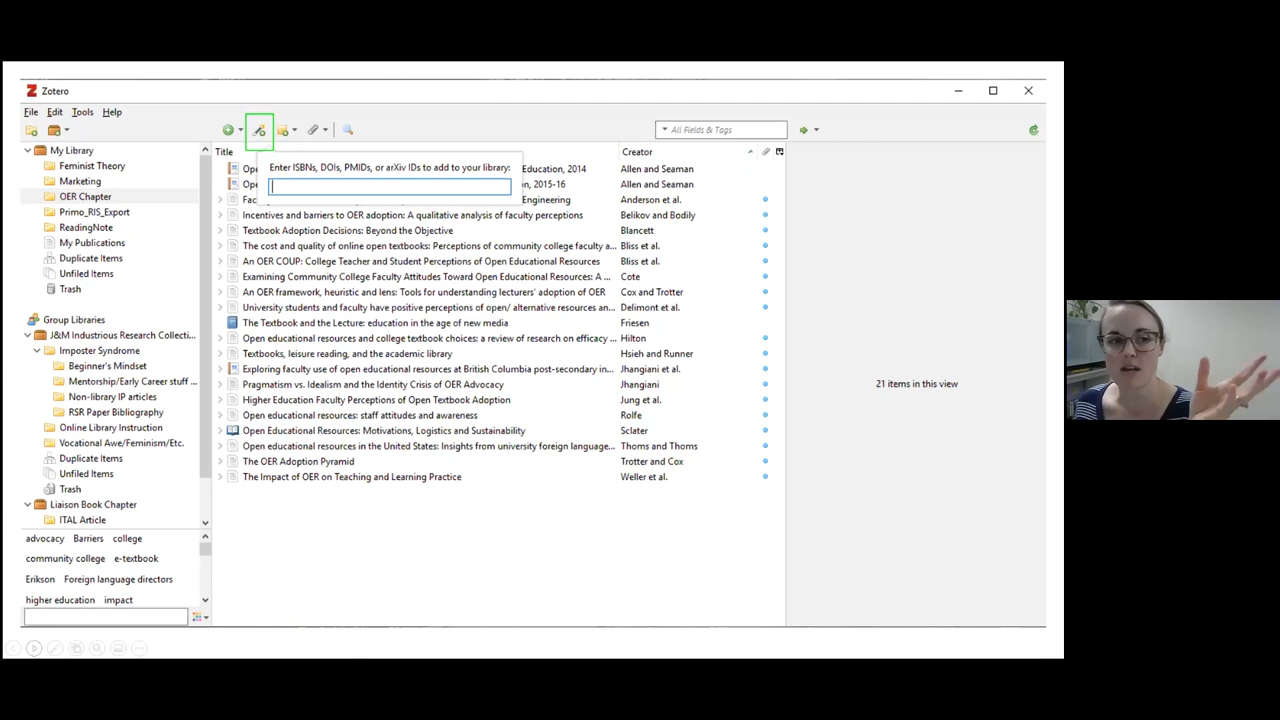 Zotero
File Edit Tools Help
All Fields & Tags
My Library
Feminist Theory
Marketing
OER Chapter
Primo_RIS_Export
ReadingNote
My Publications
Duplicate Items
Unfiled Items
Trash
Group Libraries
J&M Industrious Research Collecti...
Imposter Syndrome
Beginner's Mindset
Mentorship/Early Career stuff ...
Non-library IP articles
RSR Paper Bibliography
Online Library Instruction
Vocational Awe/Feminism/Etc.
Duplicate Items
Unfiled Items
Trash
Liaison Book Chapter
ITAL Article
advocacy Barriers college
community college e-textbook
Erikson Foreign language directors
higher education impact
Title Creator
Enter ISBNs, DOIs, PMIDs, or arXiv IDs to add to your library:
Ope Education, 2014 Allen and Seaman
Ope on, 2015-16 Allen and Seaman
Fac Engineering Anderson et al.
Incentives and barriers to OER adoption: A qualitative analysis of faculty perceptions Belikov and Bodily
Textbook Adoption Decisions: Beyond the Objective Blancett
The cost and quality of online open textbooks: Perceptions of community college faculty a... Bliss et al.
An OER COUP: College Teacher and Student Perceptions of Open Educational Resources Bliss et al.
Examining Community College Faculty Attitudes Toward Open Educational Resources: A ... Cote
An OER framework, heuristic and lens: Tools for understanding lecturers' adoption of OER Cox and Trotter
University students and faculty have positive perceptions of open/ alternative resources an... Delimont et al.
The Textbook and the Lecture: education in the age of new media Friesen
Open educational resources and college textbook choices: a review of research on efficacy ... Hilton
Textbooks, leisure reading, and the academic library Hsieh and Runner
Exploring faculty use of open educational resources at British Columbia post-secondary in... Jhangiani et al.
Pragmatism vs. Idealism and the Identity Crisis of OER Advocacy Jhangiani
Higher Education Faculty Perceptions of Open Textbook Adoption Jung et al.
Open educational resources: staff attitudes and awareness Rolfe
Open Educational Resources: Motivations, Logistics and Sustainability Sclater
Open educational resources in the United States: Insights from university foreign language... Thoms and Thoms
The OER Adoption Pyramid Trotter and Cox
The Impact of OER on Teaching and Learning Practice Weller et al.
21 items in this view